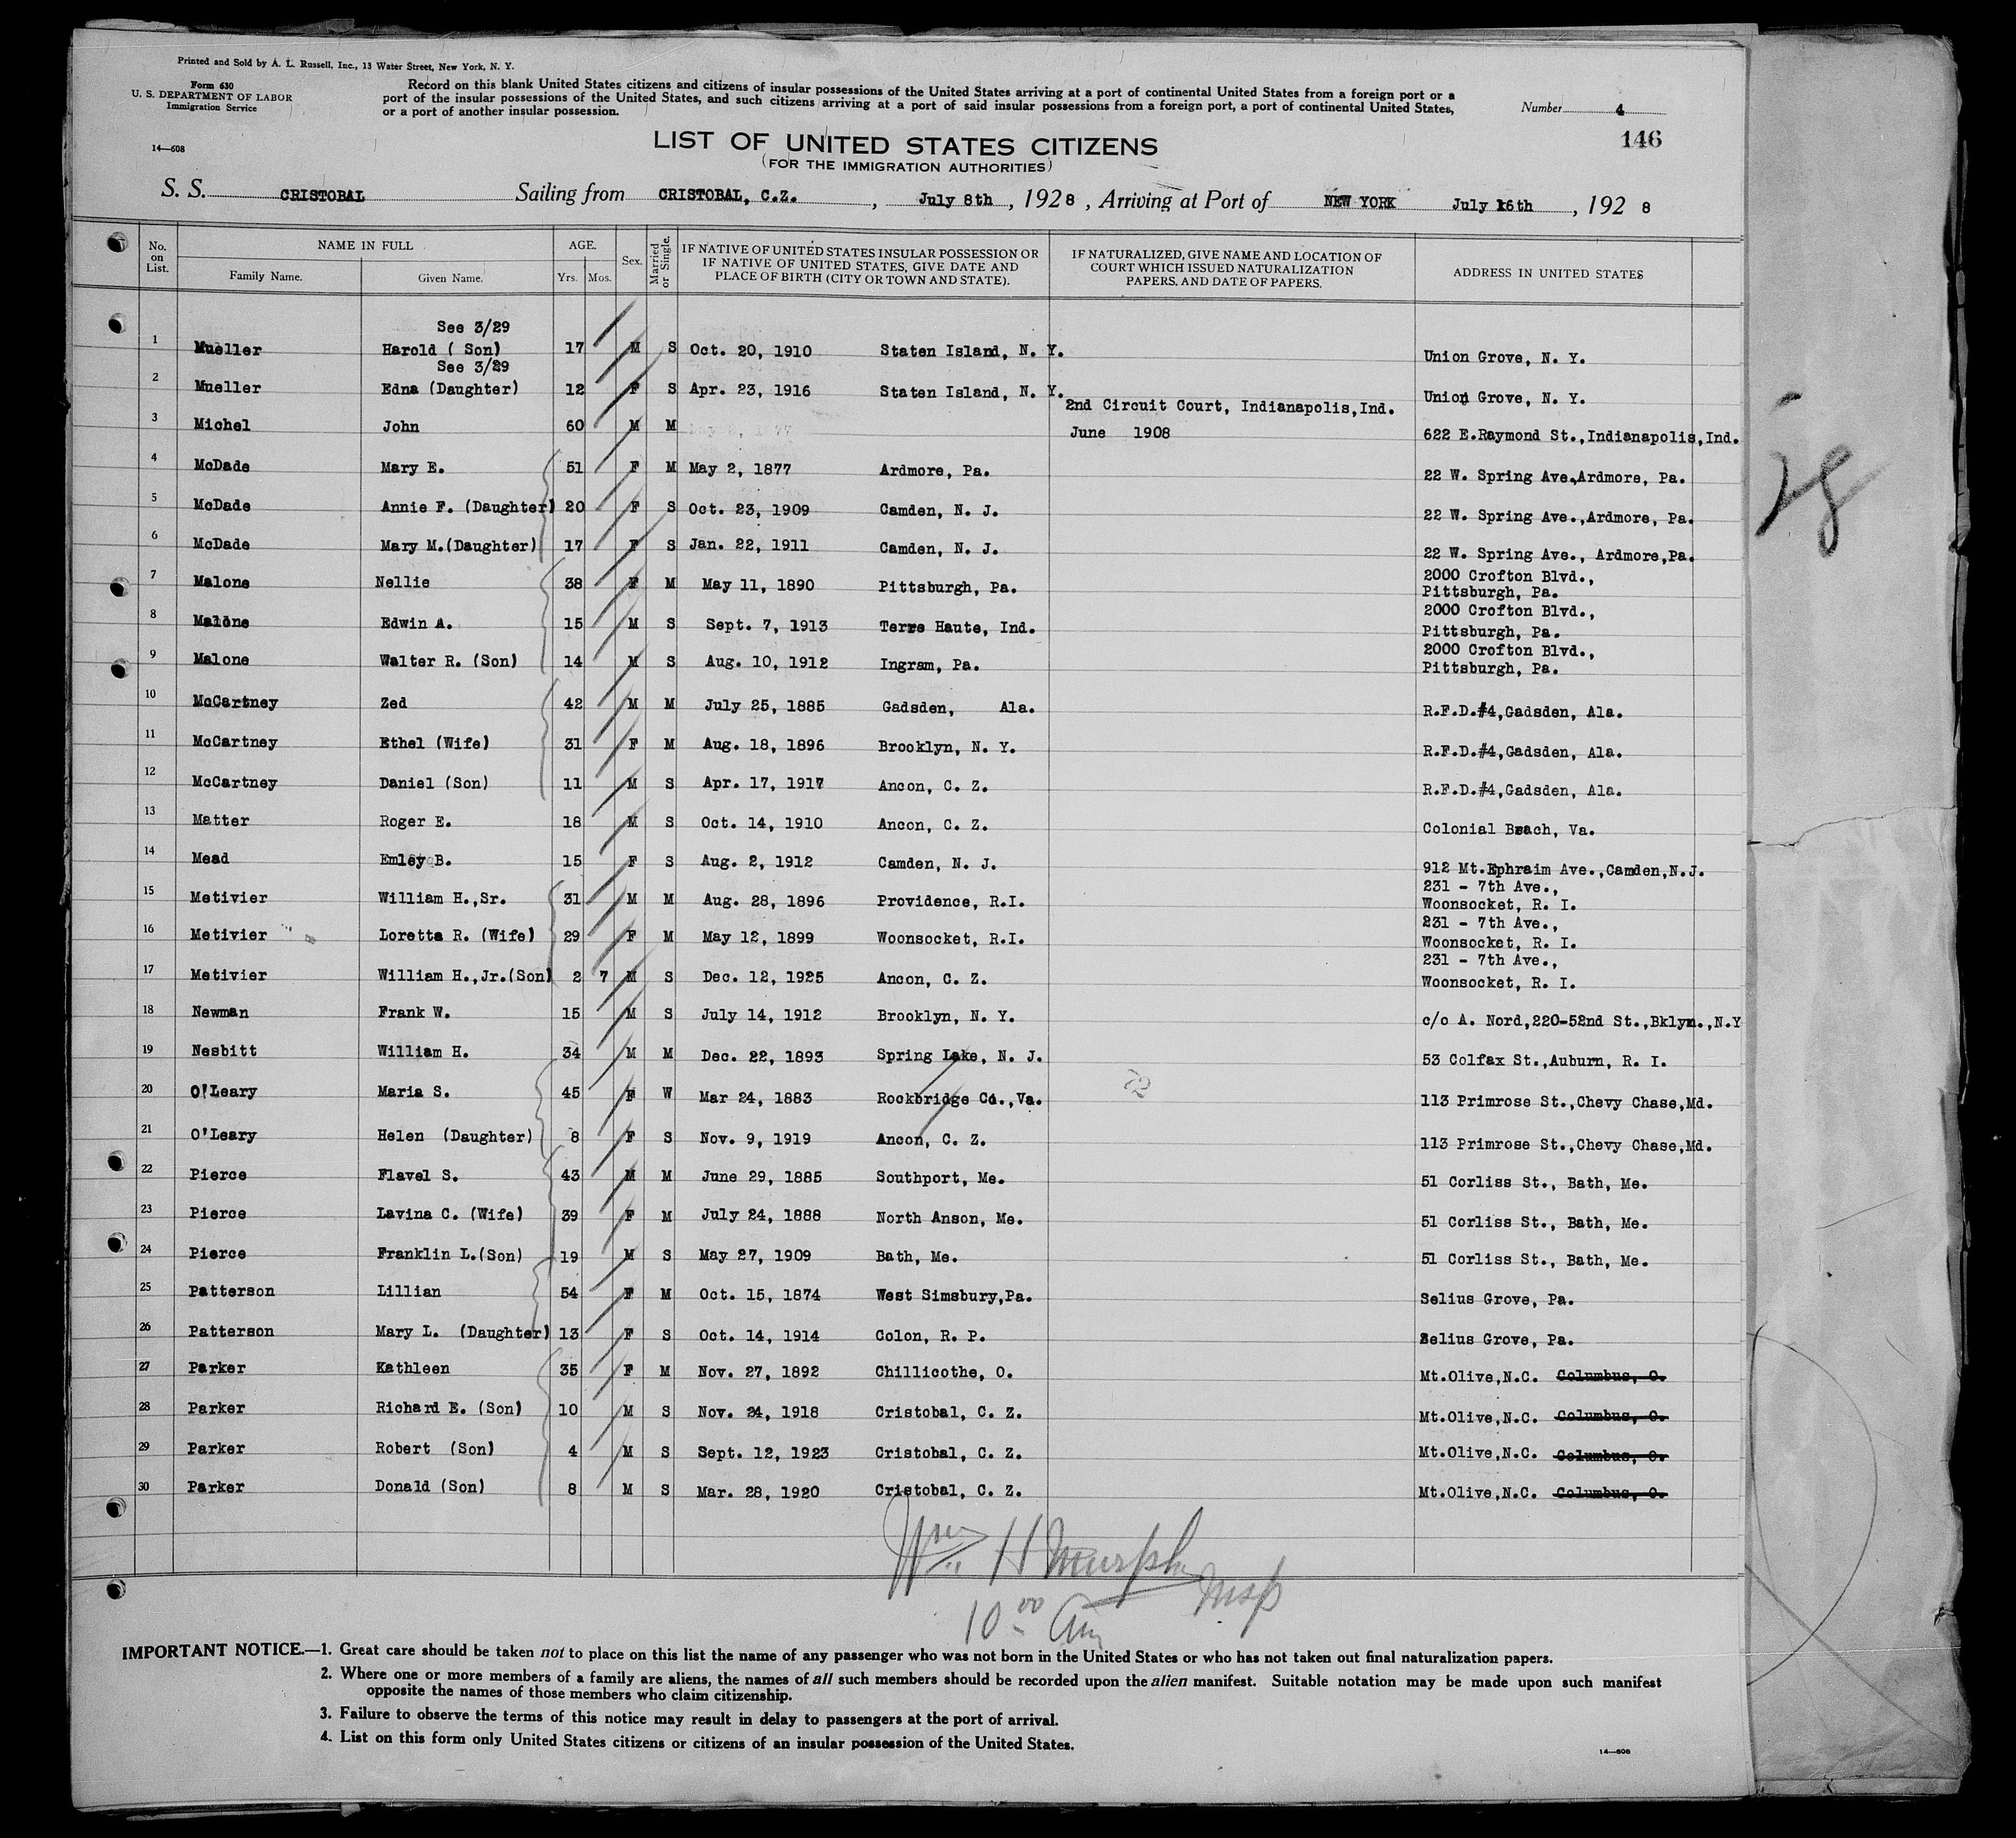 Printed and Sold by A. L. Russell, Inc., 13 Water Street, New York, N. Y.
Form 630
U. S. DEPARTMENT OF LABOR
Immigration Service
14—608
Record on this blank United States citizens and citizens of insular possessions of the United States arriving at a port of continental United States from a foreign port or a
port of the insular possessions of the United States, and such citizens arriving at a port of said insular possessions from a foreign port, a port of continental United States,
or a port of another insular possession.
Number 4
146
LIST OF UNITED STATES CITIZENS
(FOR THE IMMIGRATION AUTHORITIES)
S. S. CRISTOBAL Sailing from CRISTOBAL, C.Z., July 8th, 1928, Arriving at Port of NEW YORK July 16th, 1928
No. on List. NAME IN FULL Family Name. Given Name. AGE. Yrs. Mos. Sex. Married or Single. IF NATIVE OF UNITED STATES INSULAR POSSESSION OR IF NATIVE OF UNITED STATES, GIVE DATE AND PLACE OF BIRTH (CITY OR TOWN AND STATE). IF NATURALIZED, GIVE NAME AND LOCATION OF COURT WHICH ISSUED NATURALIZATION PAPERS, AND DATE OF PAPERS. ADDRESS IN UNITED STATES
See 3/29
1 Mueller Harold ( Son) 17 M S Oct. 20, 1910 Staten Island, N. Y. Union Grove, N. Y.
See 3/29
2 Mueller Edna (Daughter) 12 F S Apr. 23, 1916 Staten Island, N. Y. Union Grove, N. Y.
2nd Circuit Court, Indianapolis,Ind.
3 Michel John 60 M M June 1908 622 E.Raymond St.,Indianapolis,Ind.
4 McDade Mary E. 51 F M May 2, 1877 Ardmore, Pa. 22 W. Spring Ave.,Ardmore, Pa.
5 McDade Annie F. (Daughter) 20 F S Oct. 23, 1909 Camden, N. J. 22 W. Spring Ave.,Ardmore, Pa.
6 McDade Mary M.(Daughter) 17 F S Jan. 22, 1911 Camden, N. J. 22 W. Spring Ave., Ardmore,Pa.
7 Malone Nellie 38 F M May 11, 1890 Pittsburgh, Pa. 2000 Crofton Blvd.,
Pittsburgh, Pa.
8 Malone Edwin A. 15 M S Sept. 7, 1913 Terre Haute, Ind. 2000 Crofton Blvd.,
Pittsburgh, Pa.
9 Malone Walter R. (Son) 14 M S Aug. 10, 1912 Ingram, Pa. 2000 Crofton Blvd.,
Pittsburgh, Pa.
10 McCartney Zed 42 M M July 25, 1885 Gadsden, Ala. R.F.D.#4,Gadsden, Ala.
11 McCartney Ethel (Wife) 31 F M Aug. 18, 1896 Brooklyn, N. Y. R.F.D.#4,Gadsden, Ala.
12 McCartney Daniel (Son) 11 M S Apr. 17, 1917 Ancon, C. Z. R.F.D.#4,Gadsden, Ala.
13 Matter Roger E. 18 M S Oct. 14, 1910 Ancon, C. Z. Colonial Beach, Va.
14 Mead Emley B. 15 F S Aug. 2, 1912 Camden, N. J. 912 Mt.Ephraim Ave.,Camden,N.J.
15 Metivier William H.,Sr. 31 M M Aug. 28, 1896 Providence, R.I. 231 - 7th Ave.,
Woonsocket, R. I.
16 Metivier Loretta R. (Wife) 29 F M May 12, 1899 Woonsocket, R.I. 231 - 7th Ave.,
Woonsocket, R. I.
17 Metivier William H.,Jr.(Son) 2 7 M S Dec. 12, 1925 Ancon, C. Z. 231 - 7th Ave.,
Woonsocket, R. I.
18 Newman Frank W. 15 M S July 14, 1912 Brooklyn, N. Y. c/o A. Nord,220-52nd St.,Bklyn.,N.Y
19 Nesbitt William H. 34 M M Dec. 22, 1893 Spring Lake, N. J. 53 Colfax St.,Auburn, R. I.
72
20 O'Leary Maria S. 45 F W Mar 24, 1883 Rockbridge Co.,Va. 113 Primrose St.,Chevy Chase,Md.
21 O'Leary Helen (Daughter) 8 F S Nov. 9, 1919 Ancon, C. Z. 113 Primrose St.,Chevy Chase,Md.
22 Pierce Flavel S. 43 M M June 29, 1885 Southport, Me. 51 Corliss St., Bath, Me.
23 Pierce Lavina C. (Wife) 39 F M July 24, 1888 North Anson, Me. 51 Corliss St., Bath, Me.
24 Pierce Franklin L.(Son) 19 M S May 27, 1909 Bath, Me. 51 Corliss St., Bath, Me.
25 Patterson Lillian 54 F M Oct. 15, 1874 West Simsbury,Pa. Selius Grove, Pa.
26 Patterson Mary L. (Daughter) 13 F S Oct. 14, 1914 Colon, R. P. Selius Grove, Pa.
27 Parker Kathleen 35 F M Nov. 27, 1892 Chillicothe, O. Mt.Olive,N.C. Columbus, O.
28 Parker Richard E. (Son) 10 M S Nov. 24, 1918 Cristobal, C. Z. Mt.Olive,N.C. Columbus, O.
29 Parker Robert (Son) 4 M S Sept. 12, 1923 Cristobal, C. Z. Mt.Olive,N.C. Columbus, O.
30 Parker Donald (Son) 8 M S Mar. 28, 1920 Cristobal, C. Z. Mt.Olive,N.C. Columbus, O.
Wm H Murphy Insp
10 00 Am
IMPORTANT NOTICE.—1. Great care should be taken not to place on this list the name of any passenger who was not born in the United States or who has not taken out final naturalization papers.
2. Where one or more members of a family are aliens, the names of all such members should be recorded upon the alien manifest. Suitable notation may be made upon such manifest
opposite the names of those members who claim citizenship.
3. Failure to observe the terms of this notice may result in delay to passengers at the port of arrival.
4. List on this form only United States citizens or citizens of an insular possession of the United States.
14—608